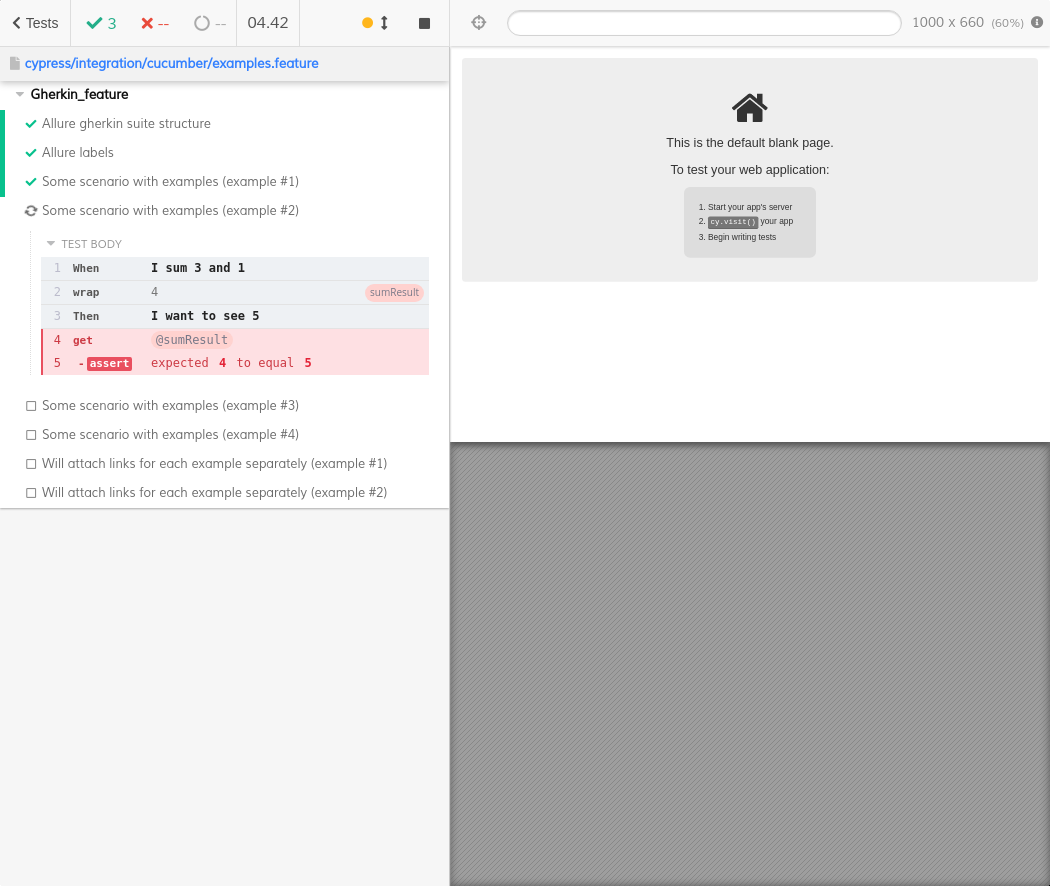 Tests 3 -- -- 04.42
1000 x 660 (60%)
cypress/integration/cucumber/examples.feature
Gherkin_feature
Allure gherkin suite structure
Allure labels
Some scenario with examples (example #1)
Some scenario with examples (example #2)
TEST BODY
1 When I sum 3 and 1
2 wrap 4 sumResult
3 Then I want to see 5
4 get @sumResult
5 -assert expected 4 to equal 5
Some scenario with examples (example #3)
Some scenario with examples (example #4)
Will attach links for each example separately (example #1)
Will attach links for each example separately (example #2)
This is the default blank page.
To test your web application:
1. Start your app's server
2. cy.visit() your app
3. Begin writing tests